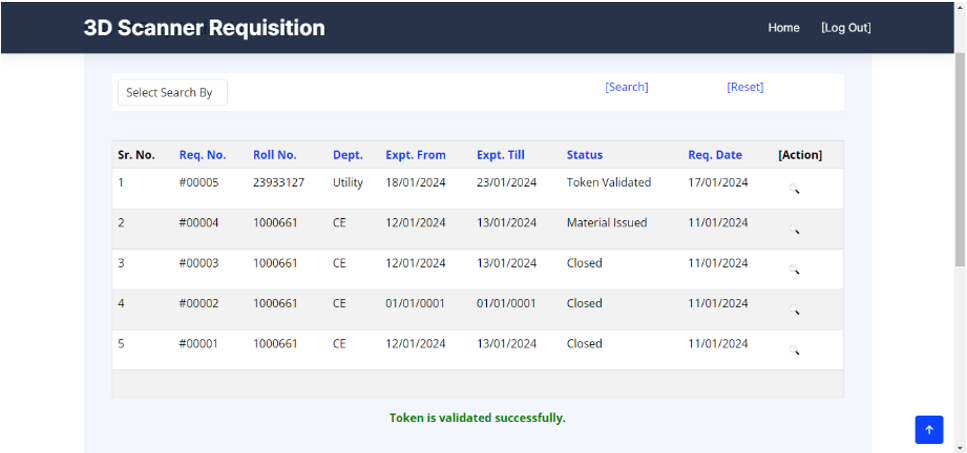 3D Scanner Requisition Home [Log Out]
Select Search By [Search] [Reset]
Sr. No. Req. No. Roll No. Dept. Expt. From Expt. Till Status Req. Date [Action]
1 #00005 23933127 Utility 18/01/2024 23/01/2024 Token Validated 17/01/2024
2 #00004 1000661 CE 12/01/2024 13/01/2024 Material Issued 11/01/2024
3 #00003 1000661 CE 12/01/2024 13/01/2024 Closed 11/01/2024
4 #00002 1000661 CE 01/01/0001 01/01/0001 Closed 11/01/2024
5 #00001 1000661 CE 12/01/2024 13/01/2024 Closed 11/01/2024
Token is validated successfully.